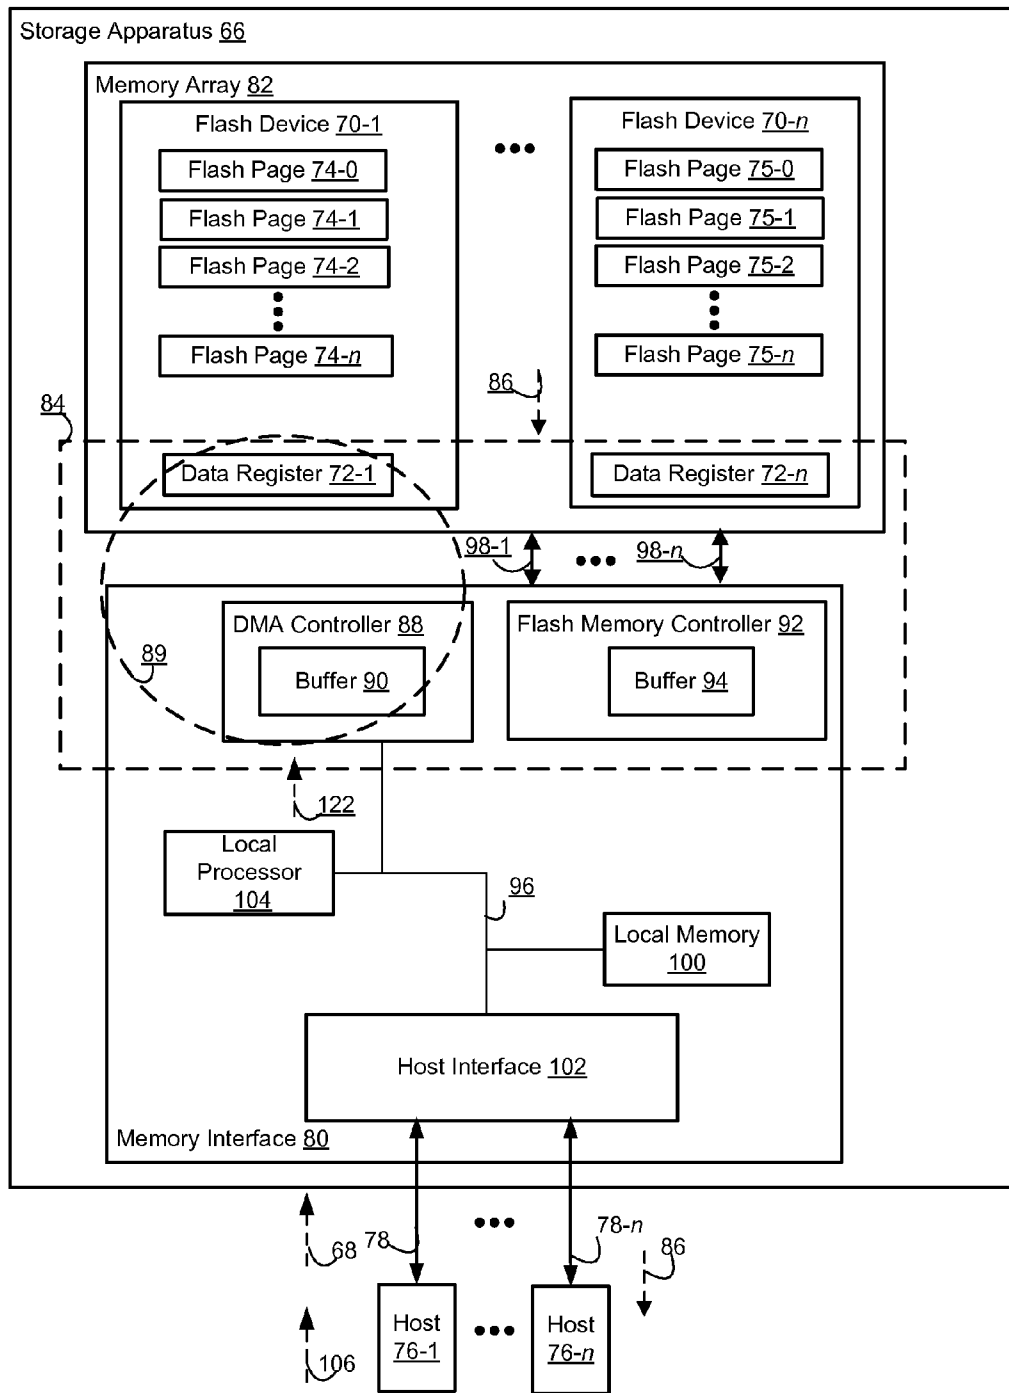 Storage Apparatus 66
Memory Array 82
Flash Device 70-1
Flash Page 74-0
Flash Page 74-1
Flash Page 74-2
Flash Page 74-n
Flash Device 70-n
Flash Page 75-0
Flash Page 75-1
Flash Page 75-2
Flash Page 75-n
86
84
Data Register 72-1
Data Register 72-n
98-1
98-n
DMA Controller 88
Buffer 90
Flash Memory Controller 92
Buffer 94
89
122
Local
Processor
104
96
Local Memory
100
Host Interface 102
Memory Interface 80
68
78
78-n
86
106
Host
76-1
Host
76-n